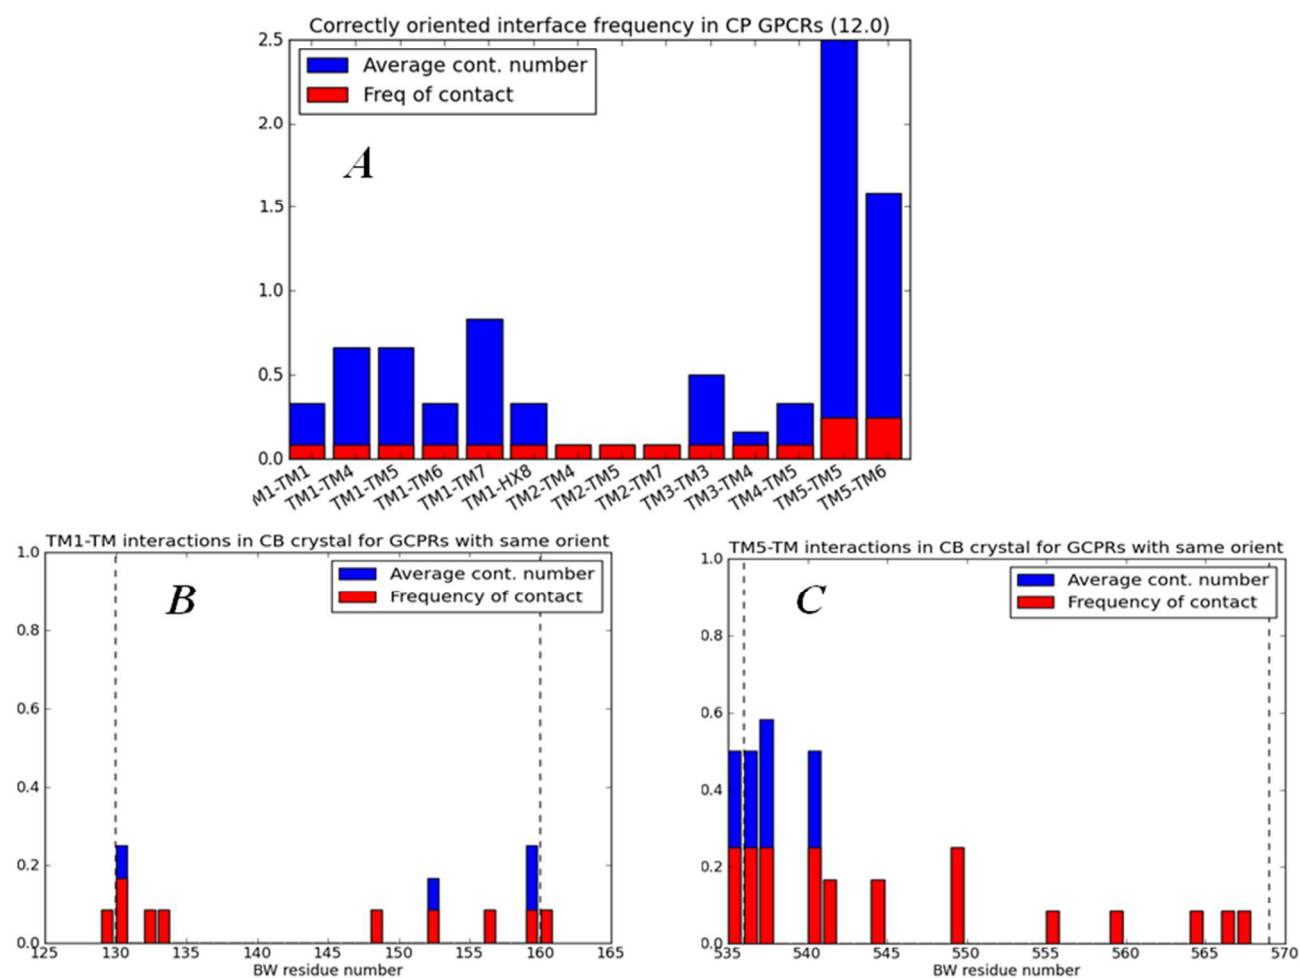 Correctly oriented interface frequency in CP GPCRs (12.0)
2.5
2.0
1.5
1.0
0.5
0.0
Average cont. number
Freq of contact
A
M1-TM1
TM1-TM4
TM1-TM5
TM1-TM6
TM1-TM7
TM1-HX8
TM2-TM4
TM2-TM5
TM2-TM7
TM3-TM3
TM3-TM4
TM4-TM5
TM5-TM5
TM5-TM6
TM1-TM interactions in CB crystal for GCPRs with same orient
1.0
0.8
0.6
0.4
0.2
0.0
Average cont. number
Frequency of contact
B
125 130 135 140 145 150 155 160 165
BW residue number
TM5-TM interactions in CB crystal for GCPRs with same orient
1.0
0.8
0.6
0.4
0.2
0.0
Average cont. number
Frequency of contact
C
535 540 545 550 555 560 565 570
BW residue number